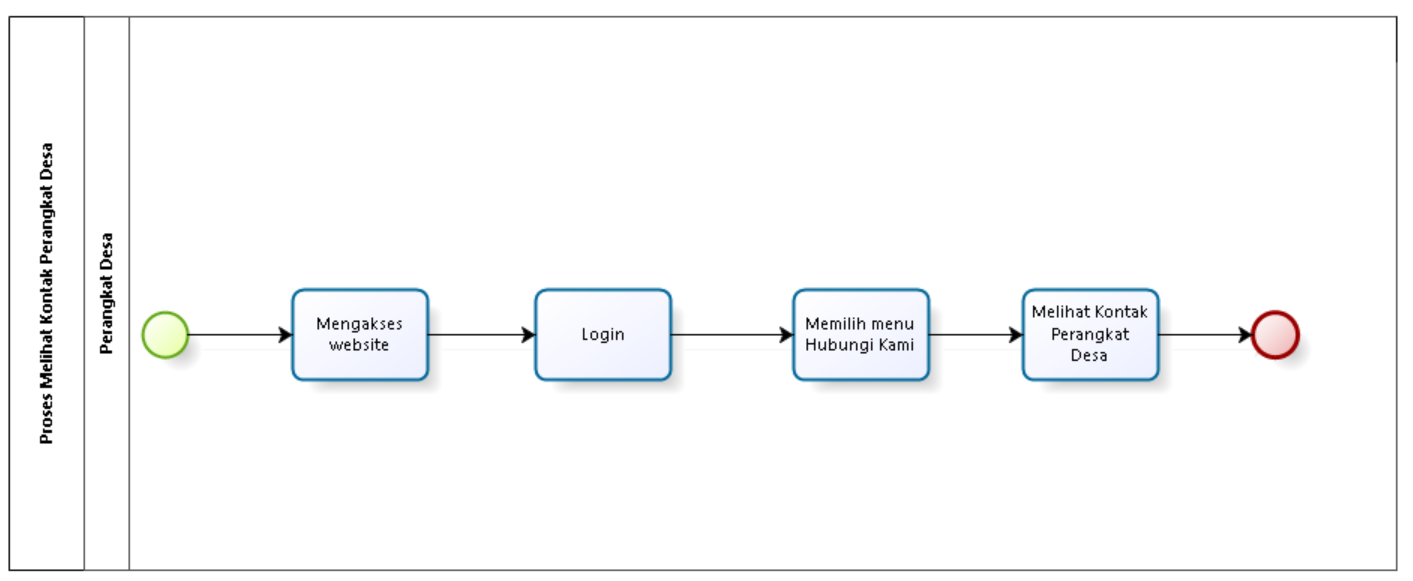 Proses Melihat Kontak Perangkat Desa
Perangkat Desa
Mengakses
website
Login
Memilih menu
Hubungi Kami
Melihat Kontak
Perangkat
Desa